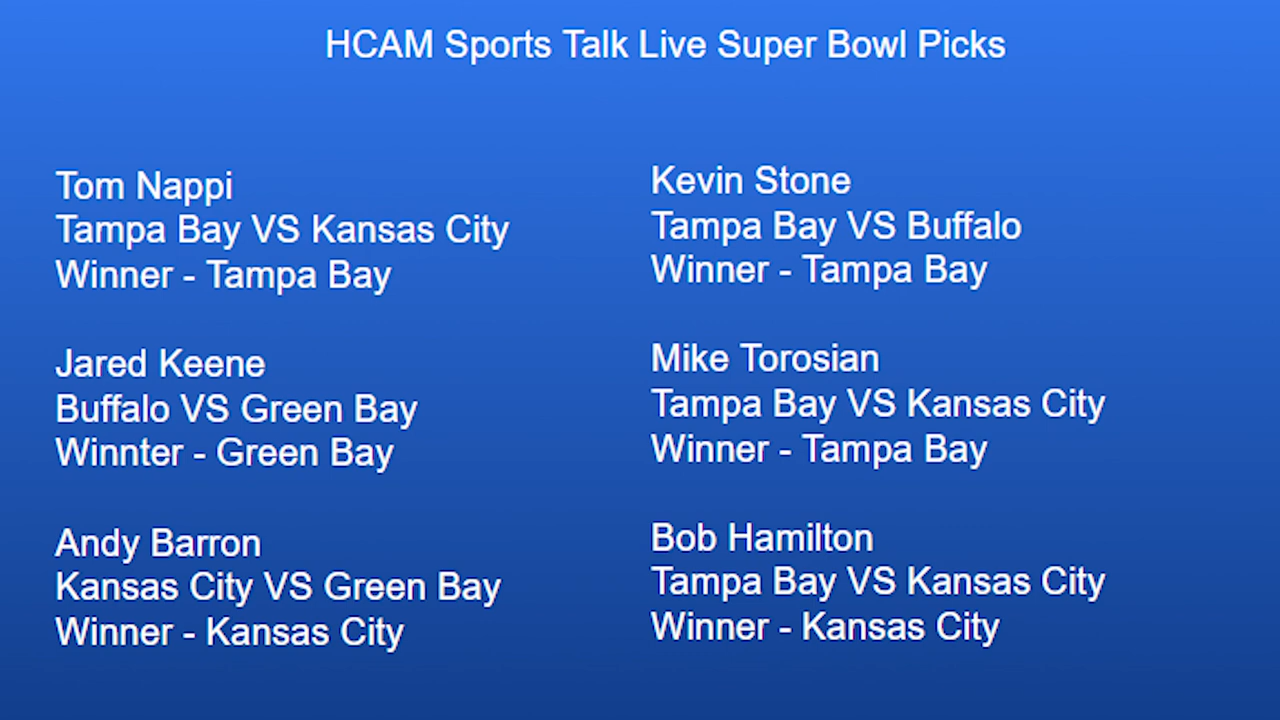 HCAM Sports Talk Live Super Bowl Picks
Tom Nappi
Tampa Bay VS Kansas City
Winner - Tampa Bay
Jared Keene
Buffalo VS Green Bay
Winnter - Green Bay
Andy Barron
Kansas City VS Green Bay
Winner - Kansas City
Kevin Stone
Tampa Bay VS Buffalo
Winner - Tampa Bay
Mike Torosian
Tampa Bay VS Kansas City
Winner - Tampa Bay
Bob Hamilton
Tampa Bay VS Kansas City
Winner - Kansas City